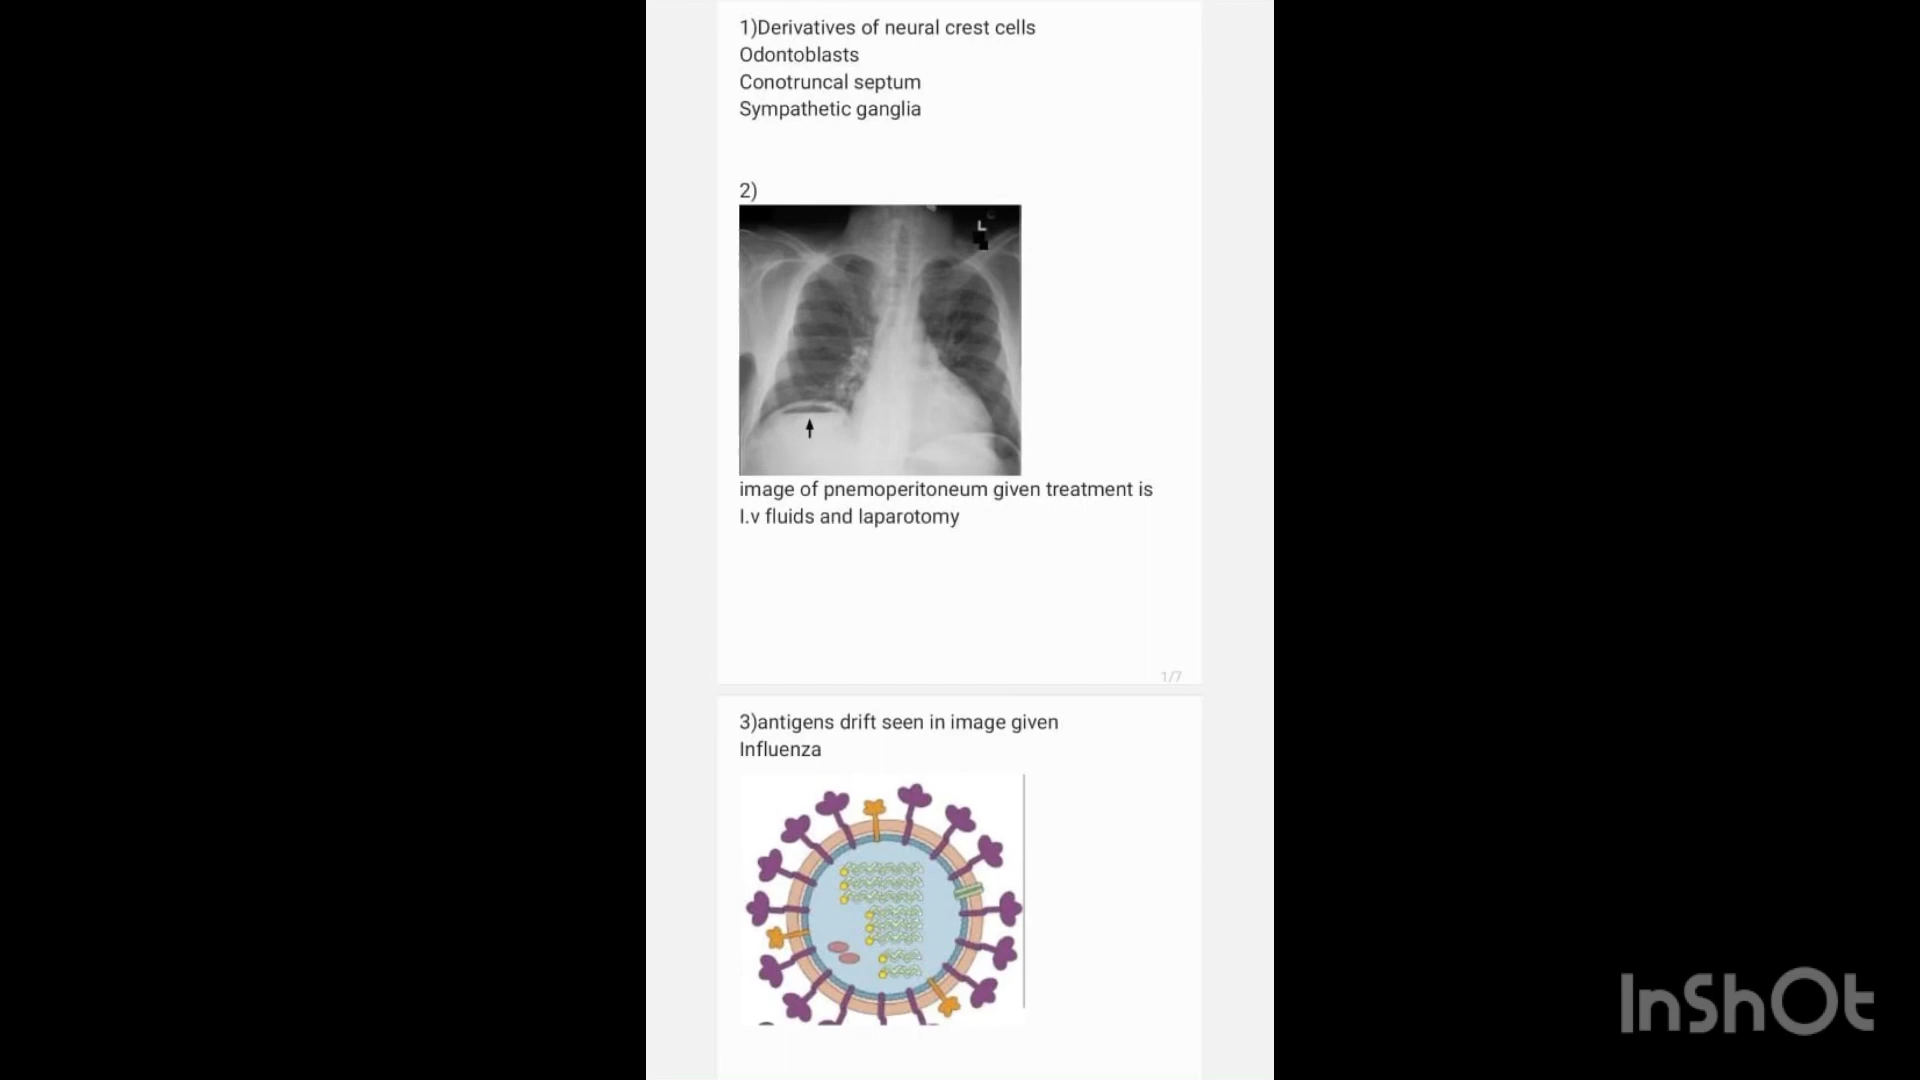 1)Derivatives of neural crest cells
Odontoblasts
Conotruncal septum
Sympathetic ganglia
2)
L
image of pnemoperitoneum given treatment is
I.v fluids and laparotomy
1/7
3)antigens drift seen in image given
Influenza
InShOt